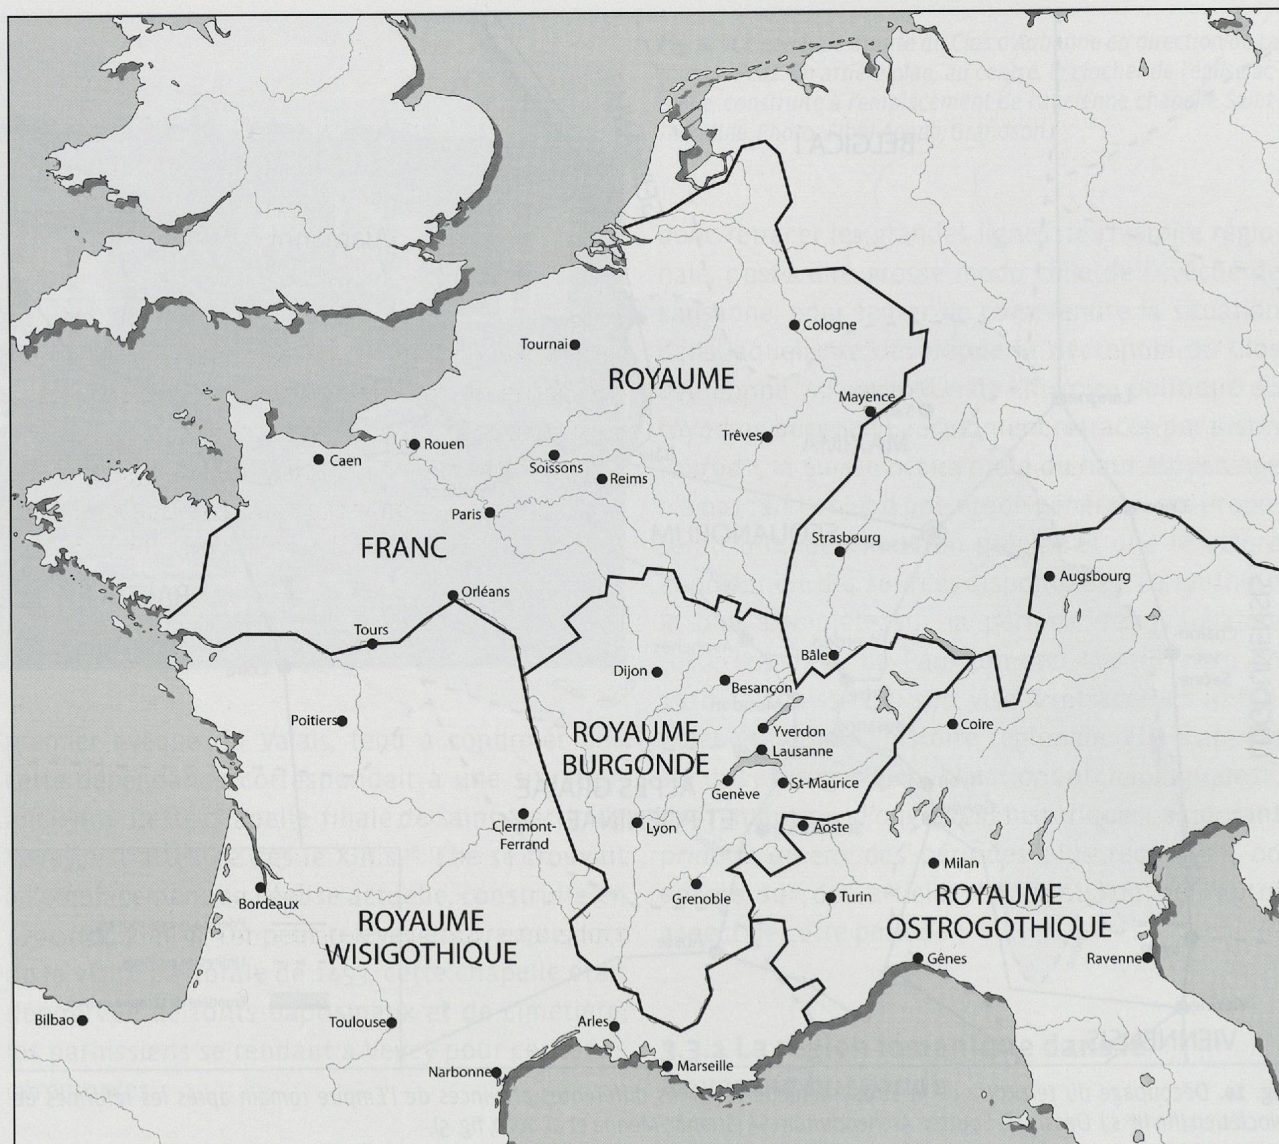 Cologne
Tournai
ROYAUME
Mayence
Trêves
Rouen
Caen
Soissons
Reims
Paris
Strasbourg
FRANC
Augsbourg
Orléans
Tours
Bâle
Dijon
Besançon
Poitiers
Coire
ROYAUME
BURGONDE
Yverdon
Lausanne
Genève
St-Maurice
Clermont-
Ferrand
Lyon
Aoste
Milan
Grenoble
Turin
Bordeaux
ROYAUME
OSTROGOTHIQUE
ROYAUME
WISIGOTHIQUE
Gênes
Ravenne
Bilbao
Toulouse
Arles
Marseille
Narbonne